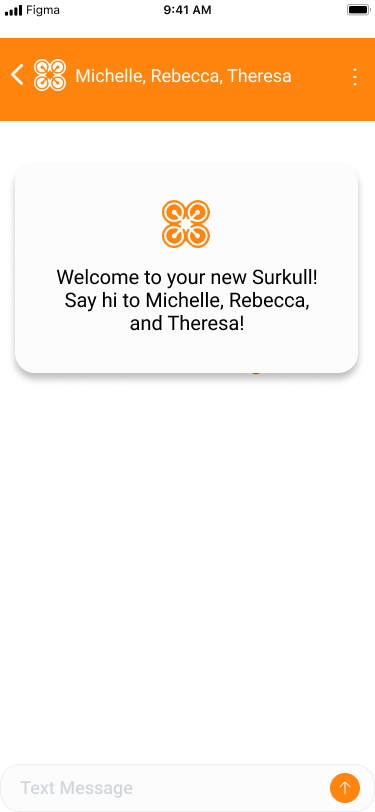 Figma
9:41 AM
Michelle, Rebecca, Theresa
Welcome to your new Surkull!
Say hi to Michelle, Rebecca,
and Theresa!
Text Message